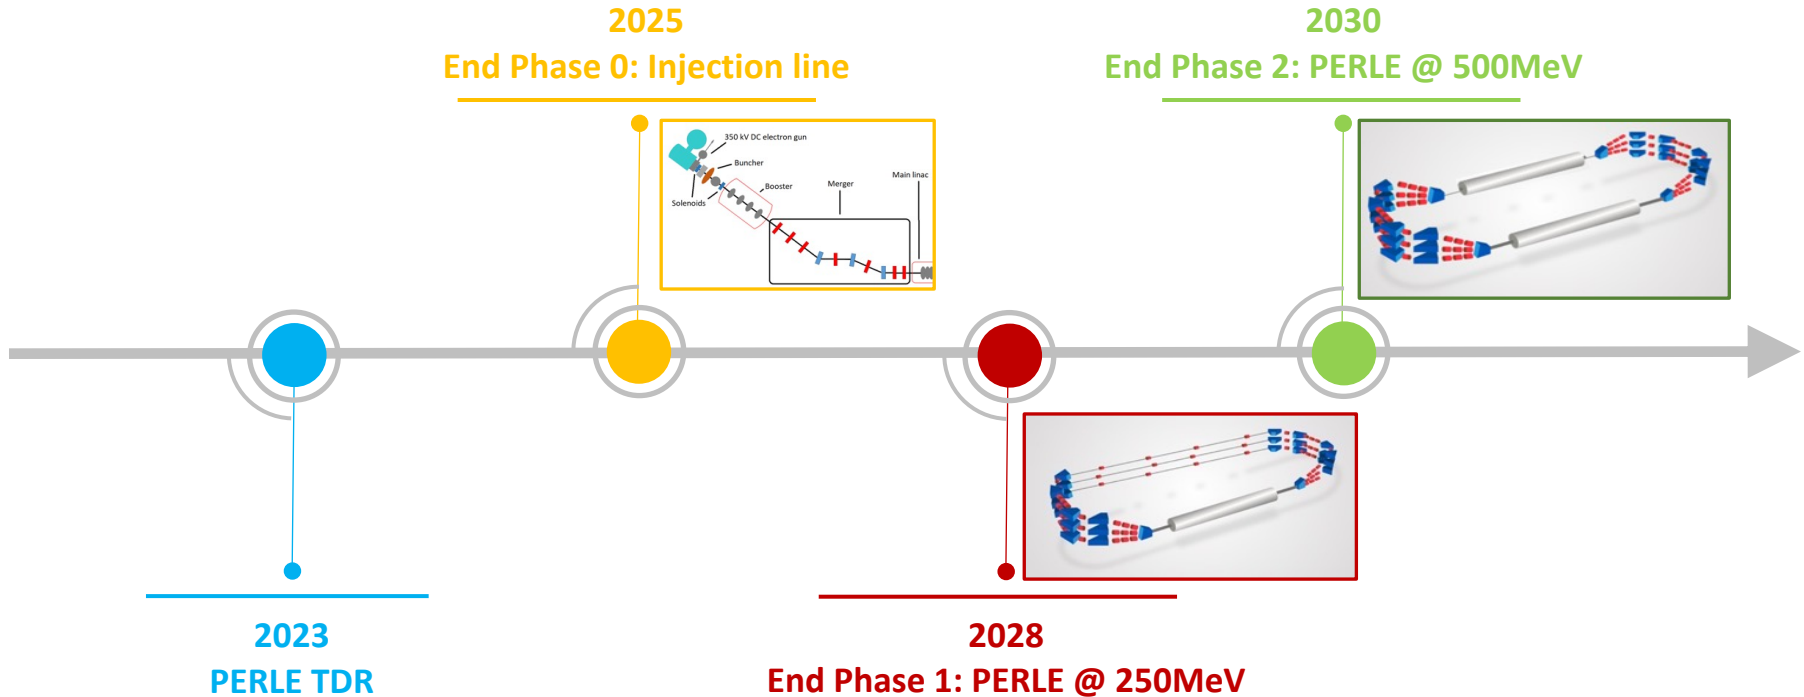 2025
End Phase 0: Injection line
2030
End Phase 2: PERLE @ 500MeV
350 kV DC electron gun
Buncher
Booster
Solenoids
Merger
Main linac
2023
PERLE TDR
2028
End Phase 1: PERLE @ 250MeV